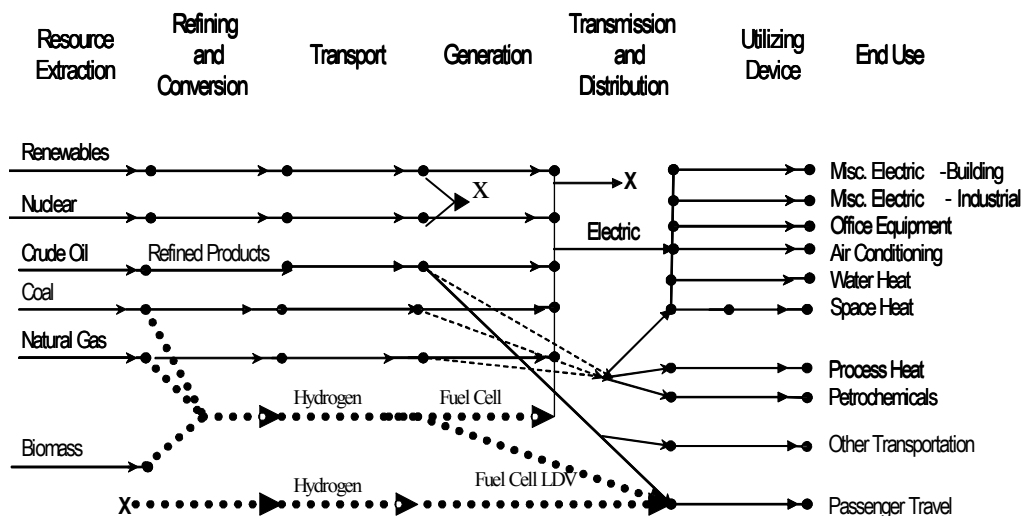 Resource
Extraction
Refining
and
Conversion
Transport
Generation
Transmission
and
Distribution
Utilizing
Device
End Use
Renewables
Nuclear
Crude Oil
Refined Products
Coal
Natural Gas
Biomass
X
X
Electric
Hydrogen
Fuel Cell
Fuel Cell LDV
X
Hydrogen
Misc. Electric -Building
Misc. Electric - Industrial
Office Equipment
Air Conditioning
Water Heat
Space Heat
Process Heat
Petrochemicals
Other Transportation
Passenger Travel